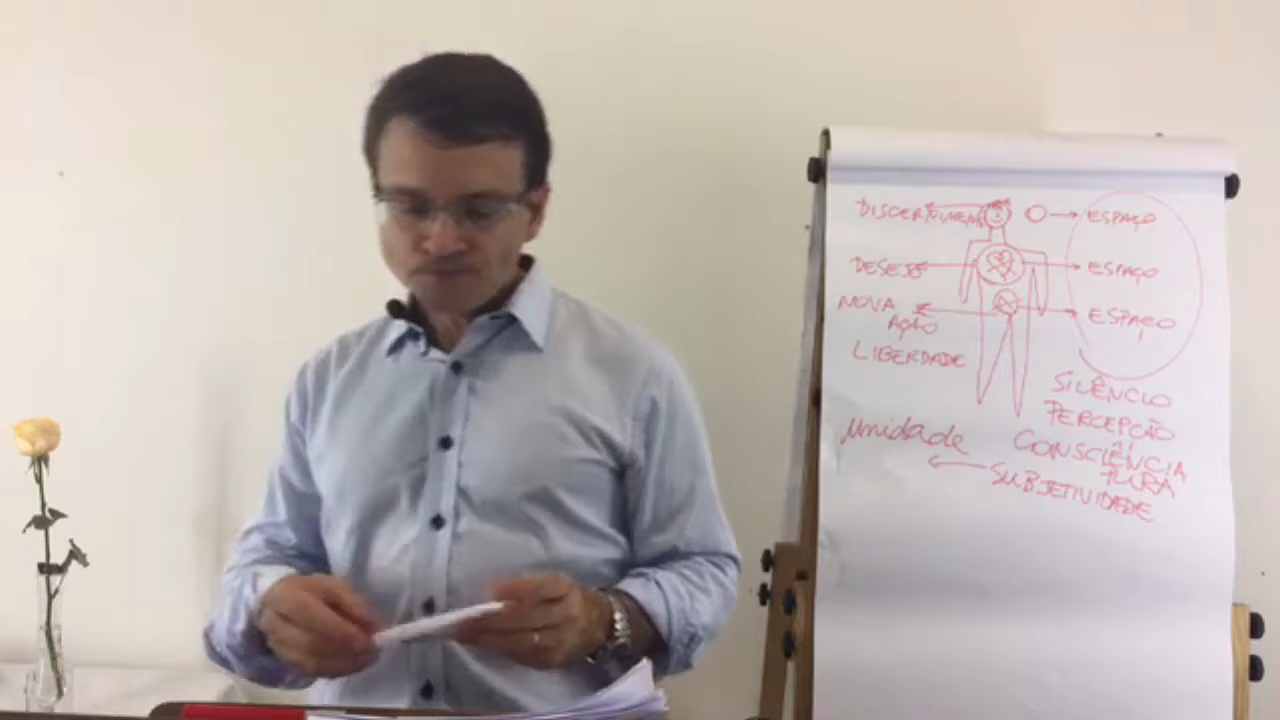 DISCERNIMENTO ESPAÇO
DESEJO ESPAÇO
NOVA AÇÃO ESPAÇO
LIBERDADE
SILÊNCIO
PERCEPÇÃO
Unidade CONSCIÊNCIA
PURA
SUBJETIVIDADE